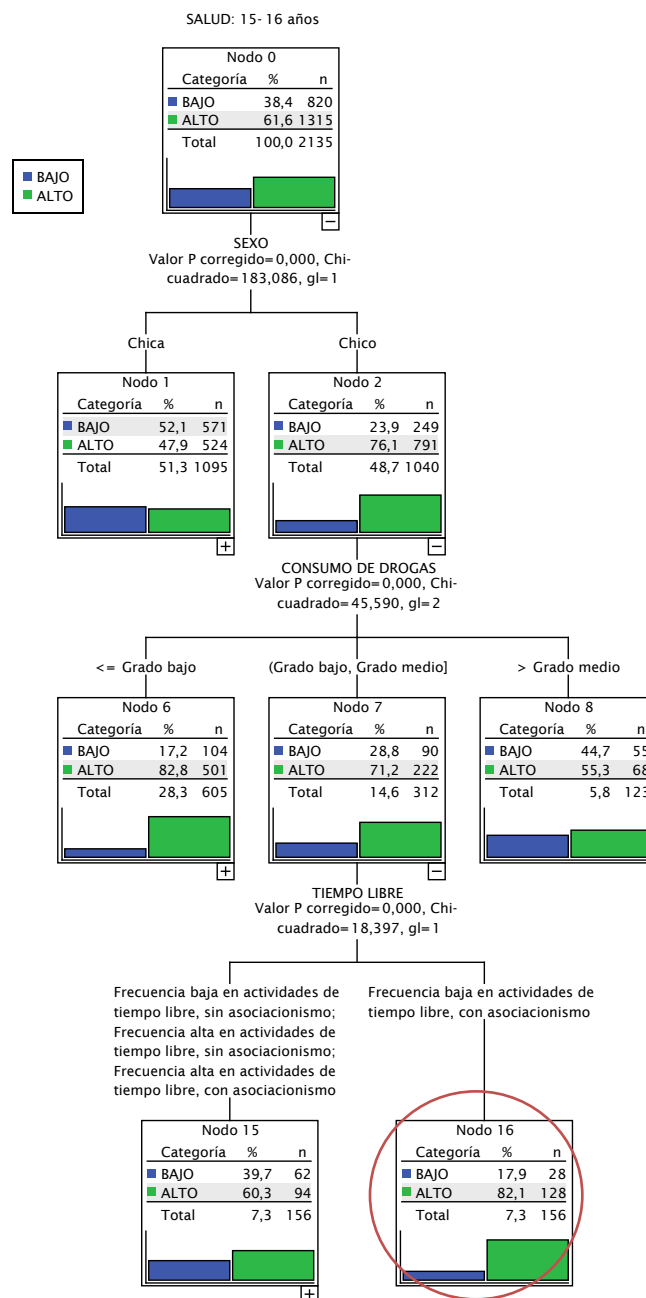 SALUD: 15- 16 años
Nodo 0
Categoría % n
BAJO 38,4 820
ALTO 61,6 1315
Total 100,0 2135
BAJO
ALTO
SEXO
Valor P corregido=0,000, Chi-
cuadrado=183,086, gl=1
Chica
Chico
Nodo 1
Categoría % n
BAJO 52,1 571
ALTO 47,9 524
Total 51,3 1095
Nodo 2
Categoría % n
BAJO 23,9 249
ALTO 76,1 791
Total 48,7 1040
CONSUMO DE DROGAS
Valor P corregido=0,000, Chi-
cuadrado=45,590, gl=2
<= Grado bajo
(Grado bajo, Grado medio]
> Grado medio
Nodo 6
Categoría % n
BAJO 17,2 104
ALTO 82,8 501
Total 28,3 605
Nodo 7
Categoría % n
BAJO 28,8 90
ALTO 71,2 222
Total 14,6 312
Nodo 8
Categoría % n
BAJO 44,7 55
ALTO 55,3 68
Total 5,8 123
TIEMPO LIBRE
Valor P corregido=0,000, Chi-
cuadrado=18,397, gl=1
Frecuencia baja en actividades de
tiempo libre, sin asociacionismo;
Frecuencia alta en actividades de
tiempo libre, sin asociacionismo;
Frecuencia alta en actividades de
tiempo libre, con asociacionismo
Frecuencia baja en actividades de
tiempo libre, con asociacionismo
Nodo 15
Categoría % n
BAJO 39,7 62
ALTO 60,3 94
Total 7,3 156
Nodo 16
Categoría % n
BAJO 17,9 28
ALTO 82,1 128
Total 7,3 156